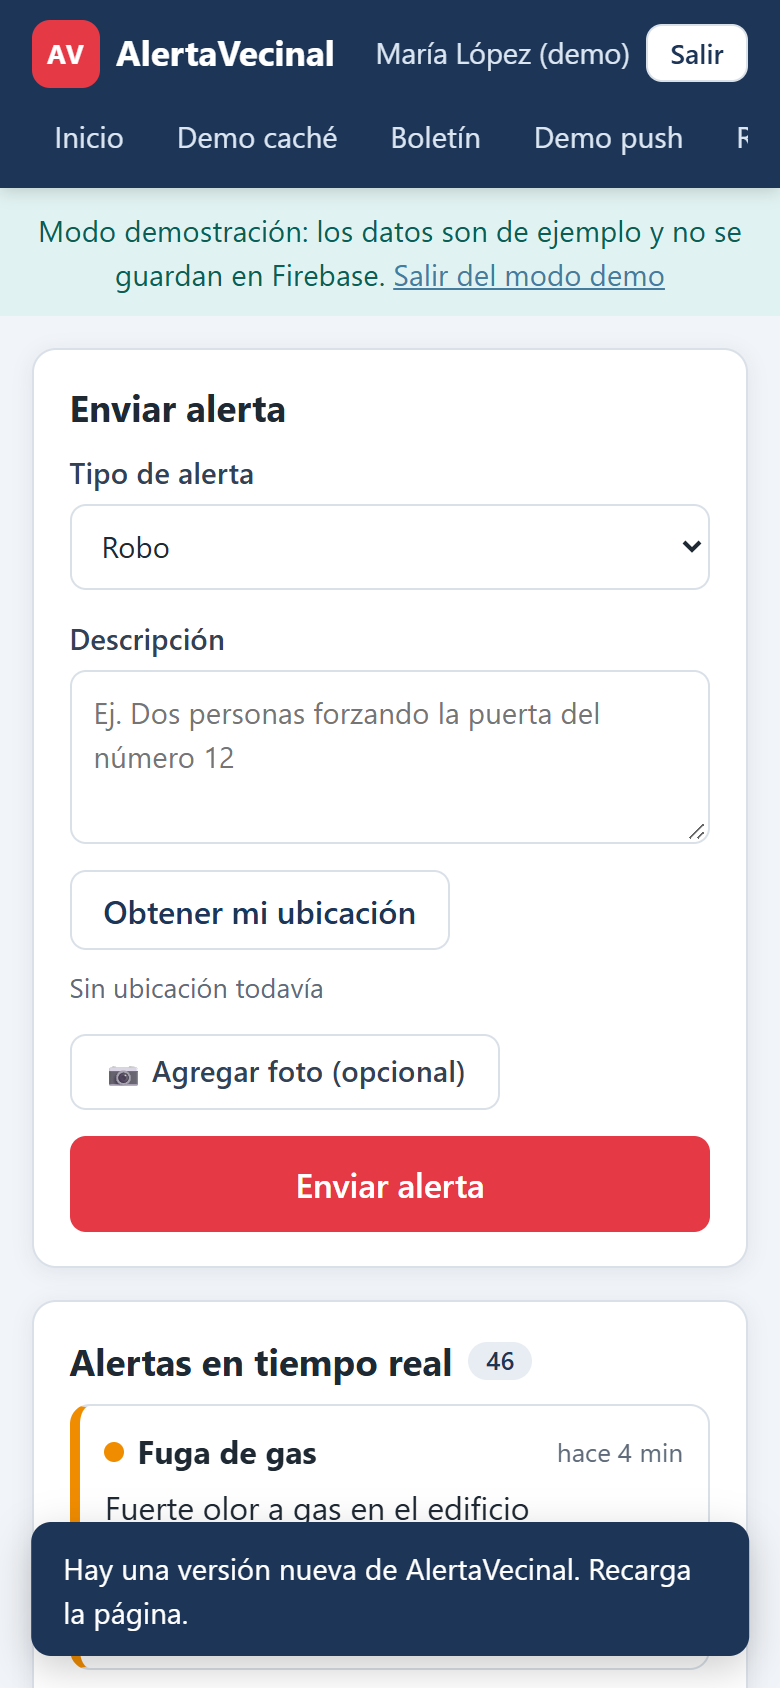 AV AlertaVecinal María López (demo) Salir
Inicio Demo caché Boletín Demo push
Modo demostración: los datos son de ejemplo y no se
guardan en Firebase. Salir del modo demo
Enviar alerta
Tipo de alerta
Robo
Descripción
Ej. Dos personas forzando la puerta del
número 12
Obtener mi ubicación
Sin ubicación todavía
Agregar foto (opcional)
Enviar alerta
Alertas en tiempo real 46
Fuga de gas hace 4 min
Fuerte olor a gas en el edificio
Hay una versión nueva de AlertaVecinal. Recarga
la página.